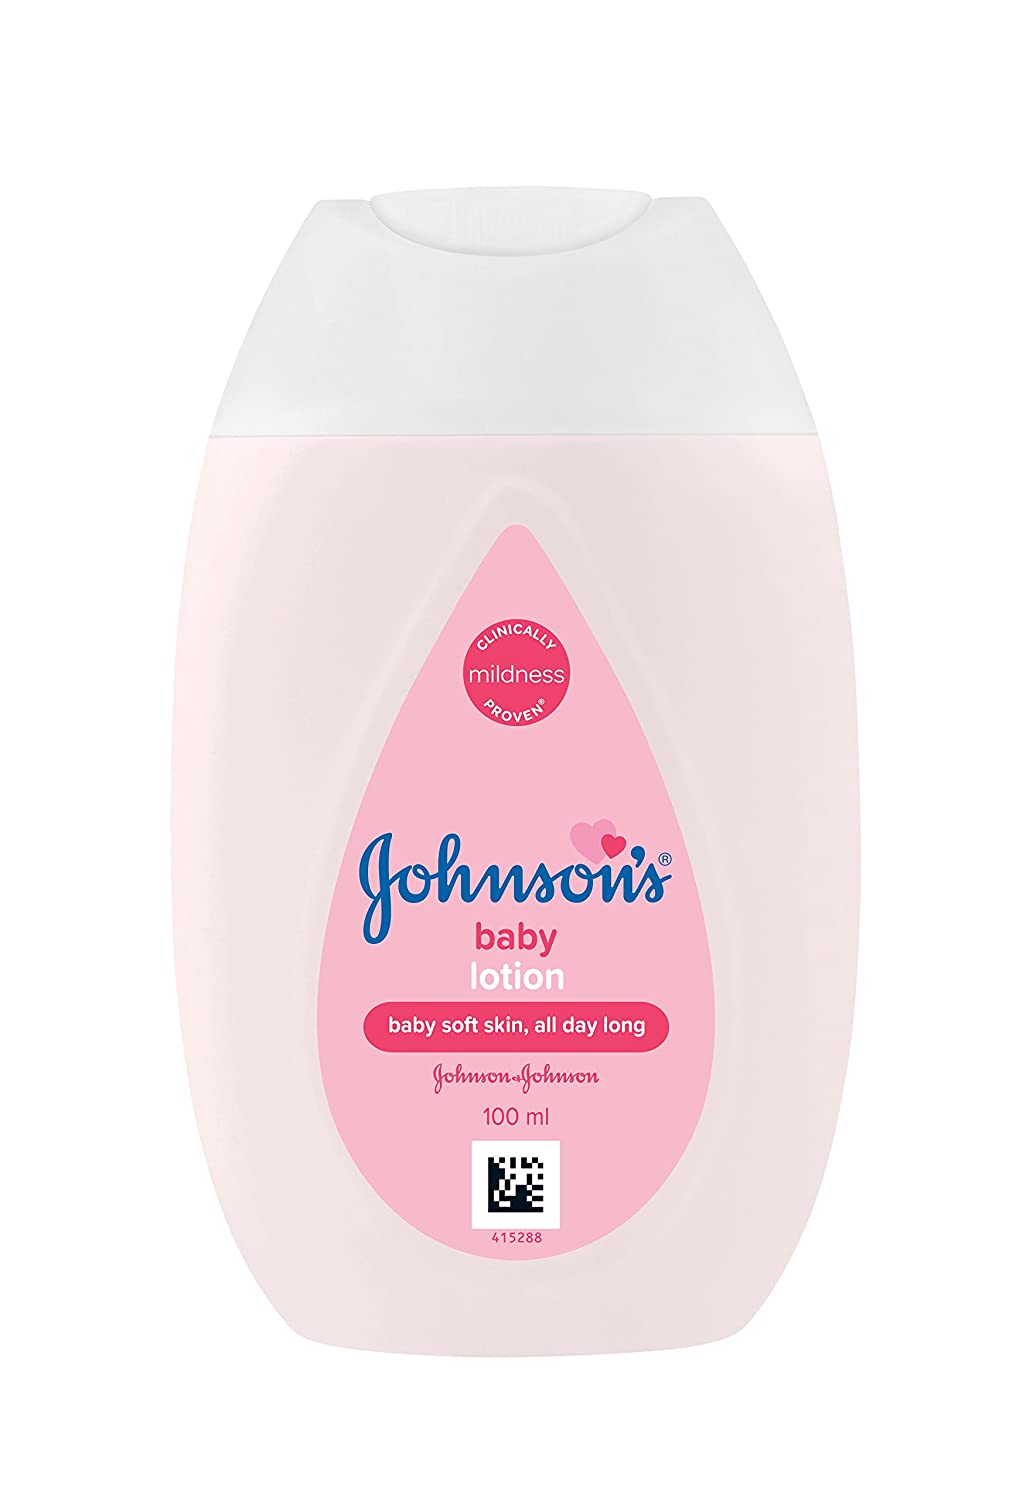 CLINICALLY
mildness
PROVEN®
Johnson's®
baby
lotion
baby soft skin, all day long
Johnson & Johnson
100 ml
415288